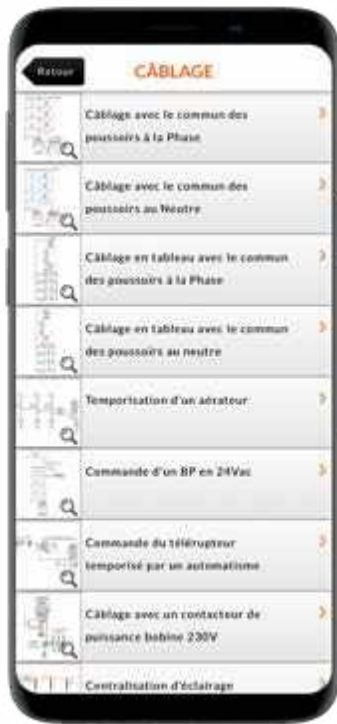 Retour
CÂBLAGE
Câblage avec le commun des
poussoirs à la Phase
Câblage avec le commun des
poussoirs au Neutre
Câblage en tableau avec le commun
des poussoirs à la Phase
Câblage en tableau avec le commun
des poussoirs au neutre
Temporisation d'un aérateur
Commande d'un BP en 24Vac
Commande du télérupteur
temporisé par un automatisme
Câblage avec un contacteur de
puissance bobine 230V
Centralisation d'éclairage